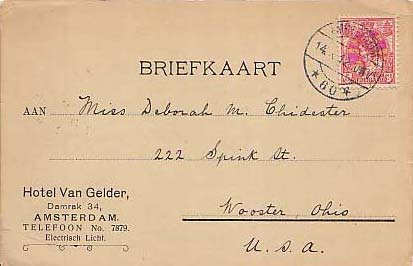 BRIEFKAART
AAN Miss Deborah M. Chidester
222 Spink St.
Wooster, Ohio
U. S. A.
Hotel Van Gelder,
Damrak 34,
AMSTERDAM.
TELEFOON No. 7879.
Electrisch Licht.